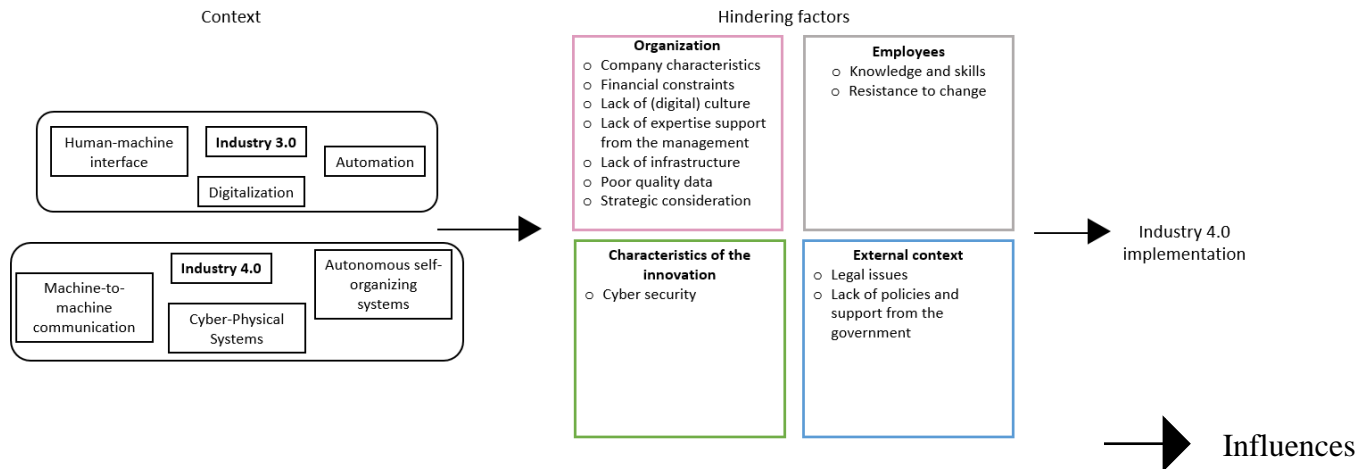 Context
Human-machine
interface
Industry 3.0
Automation
Digitalization
Industry 4.0
Autonomous self-
organizing
systems
Machine-to-
machine
communication
Cyber-Physical
Systems
Hindering factors
Organization
o Company characteristics
o Financial constraints
o Lack of (digital) culture
o Lack of expertise support
from the management
o Lack of infrastructure
o Poor quality data
o Strategic consideration
Employees
o Knowledge and skills
o Resistance to change
Characteristics of the
innovation
o Cyber security
External context
o Legal issues
o Lack of policies and
support from the
government
Industry 4.0
implementation
Influences